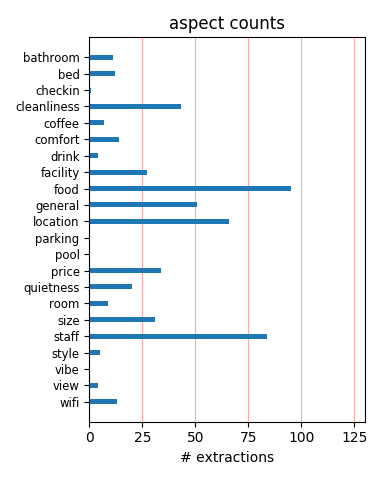 aspect counts
bathroom
bed
checkin
cleanliness
coffee
comfort
drink
facility
food
general
location
parking
pool
price
quietness
room
size
staff
style
vibe
view
wifi
0 25 50 75 100 125
# extractions